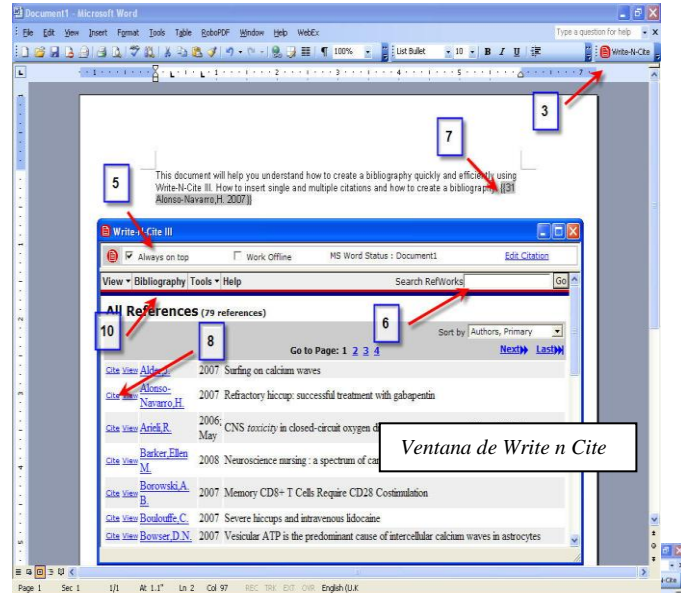 Document1 - Microsoft Word
File Edit View Insert Format Tools Table RoboPDF Window Help WebEx Type a question for help
100% List Bullet 10 B I U Write-N-Cite
1 1 2 3 4 5 7
3
7
This document will help you understand how to create a bibliography quickly and efficiently using
5
Write-N-Cite III. How to insert single and multiple citations and how to create a bibliography. {{31
Alonso-Navarro,H. 2007}}
Write-N-Cite III
Always on top Work Offline MS Word Status : Document1 Edit Citation
View Bibliography Tools Help Search RefWorks Go
All References (79 references)
10
6
Sort by Authors, Primary
8
Go to Page: 1 2 3 4 Next Last
Cite View 2007 Surfing on calcium waves
Cite View Alonso-Navarro,H. 2007 Refractory hiccup: successful treatment with gabapentin
Cite View Arieli,R. 2006; May CNS toxicity in closed-circuit oxygen
Ventana de Write n Cite
Cite View Barker,Ellen M. 2008 Neuroscience nursing : a spectrum of
Cite View Borowski,A. B. 2007 Memory CD8+ T Cells Require CD28 Costimulation
Cite View Boulouffe,C. 2007 Severe hiccups and intravenous lidocaine
Cite View Bowser,D.N. 2007 Vesicular ATP is the predominant cause of intercellular calcium waves in astrocytes
Page 1 Sec 1 1/1 At 1.1" Ln 2 Col 97 REC TRK EXT OVR English (U.K